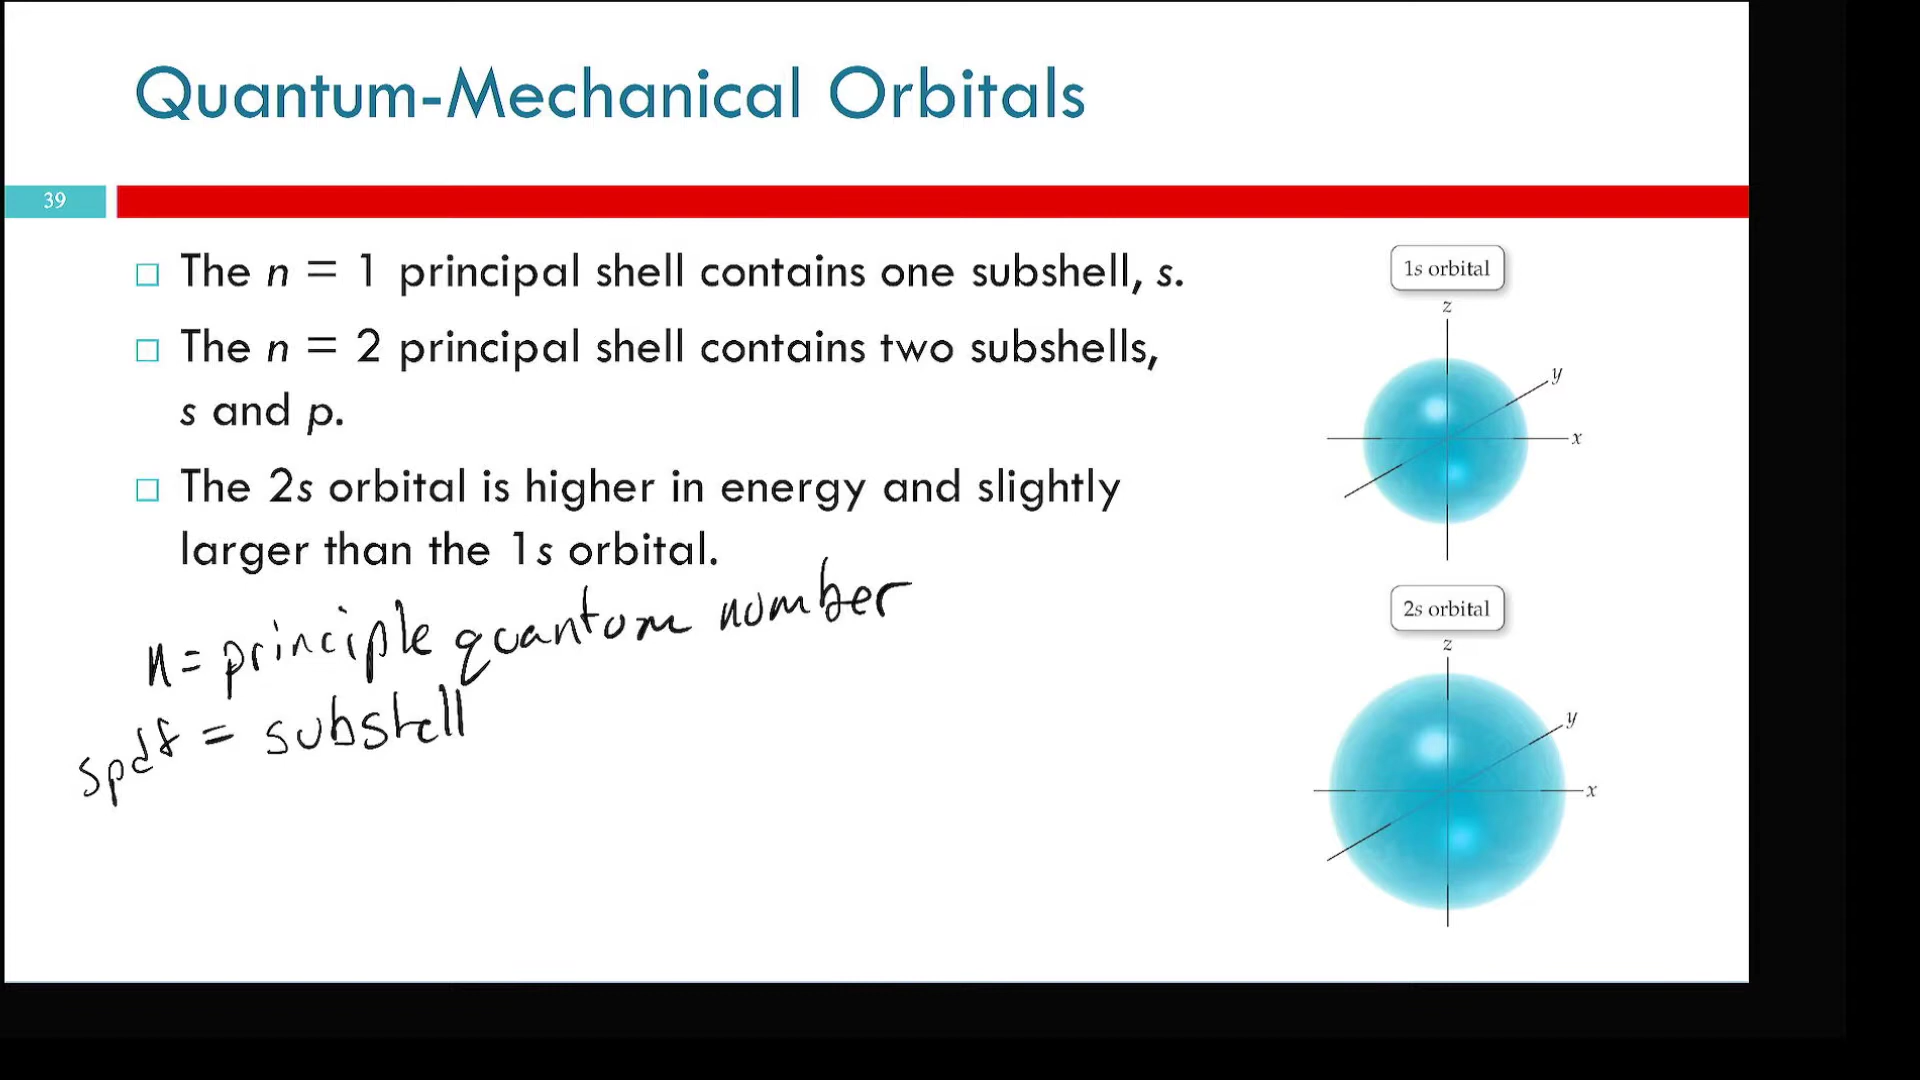 Quantum-Mechanical Orbitals
39
The n = 1 principal shell contains one subshell, s.
The n = 2 principal shell contains two subshells,
s and p.
The 2s orbital is higher in energy and slightly
larger than the 1s orbital.
n = principle quantum number
spdf = subshell
1s orbital
z
y
x
2s orbital
z
y
x